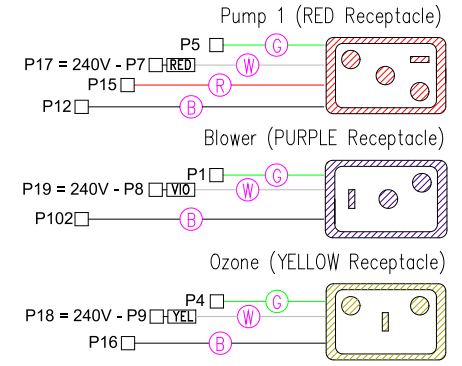 Pump 1 (RED Receptacle)
P5 G
P17 = 240V - P7 RED W
P15 R
P12 B
Blower (PURPLE Receptacle)
P1 G
P19 = 240V - P8 VIO W
P102 B
Ozone (YELLOW Receptacle)
P4 G
P18 = 240V - P9 YEL W
P16 B